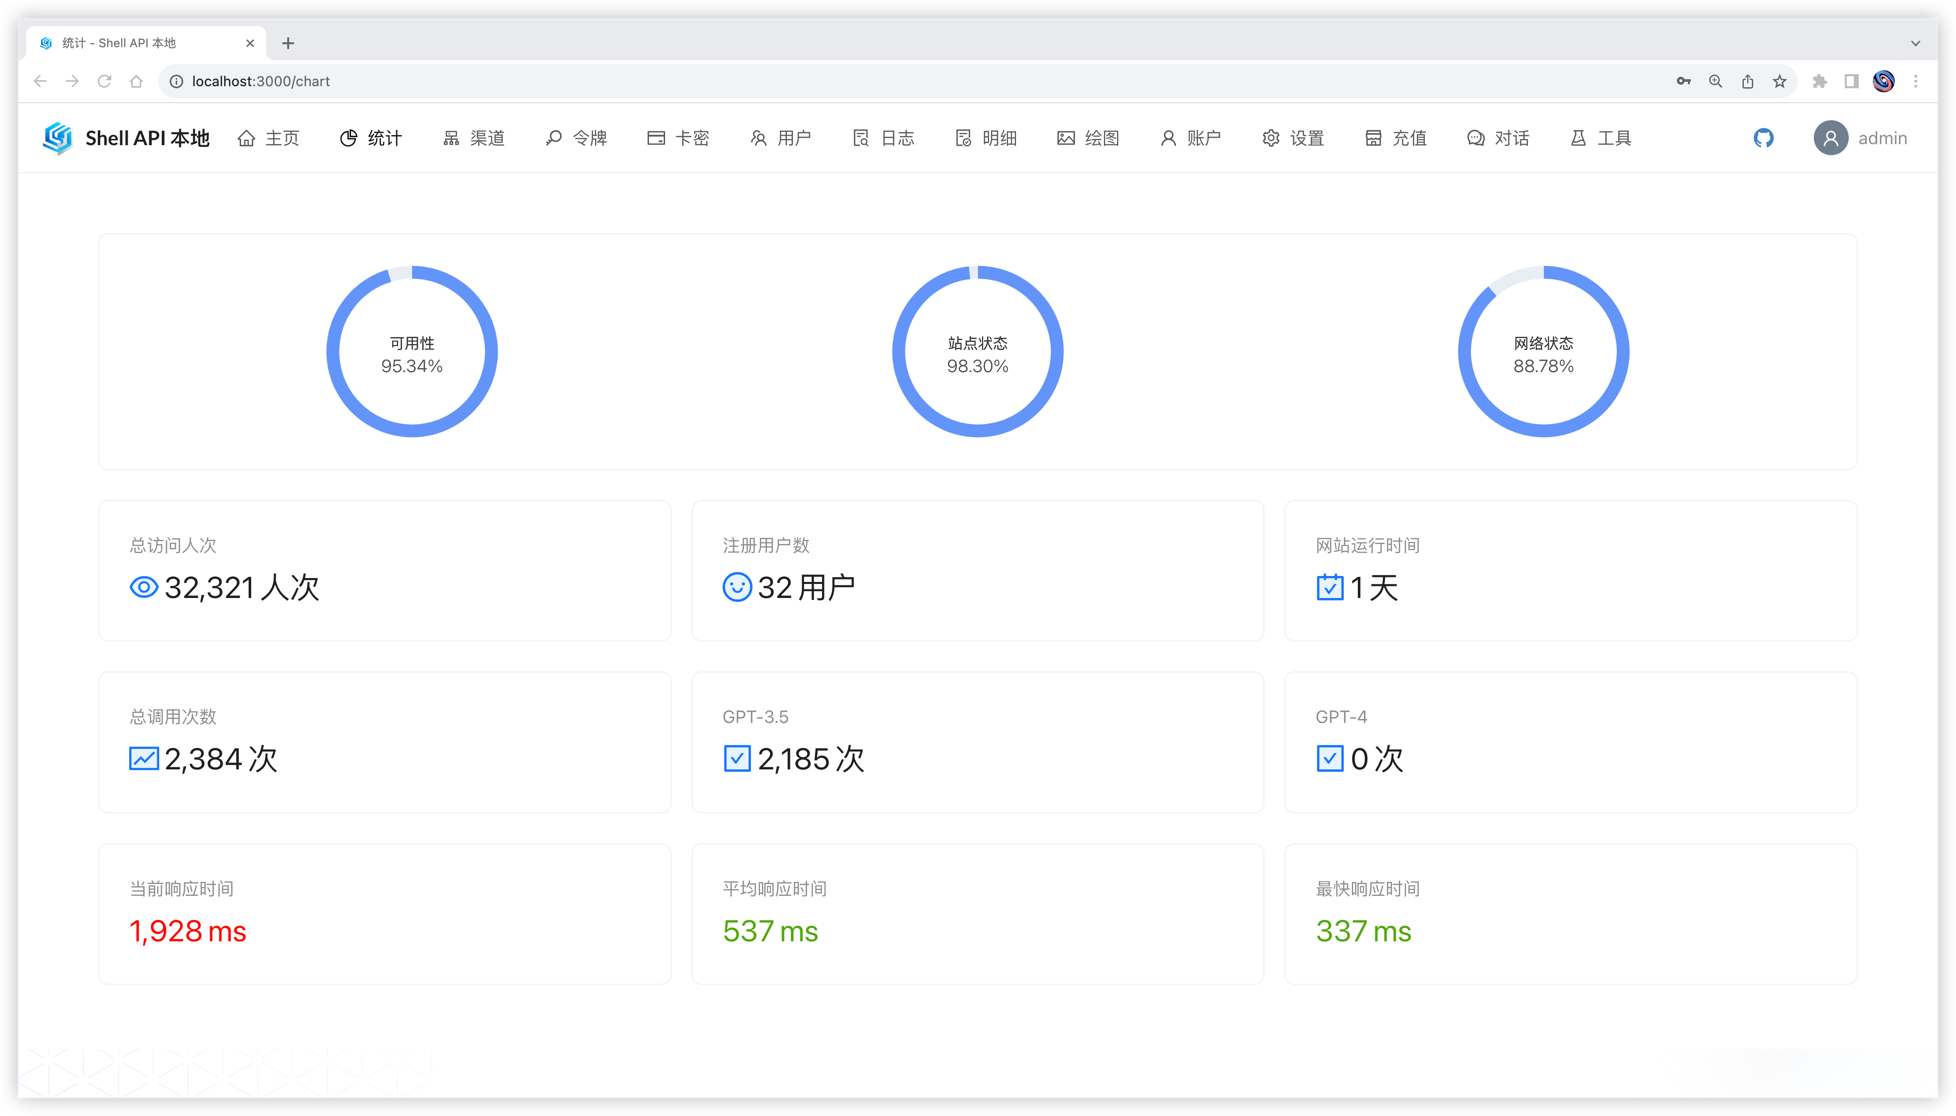 统计 - Shell API 本地
localhost:3000/chart
Shell API 本地 主页 统计 渠道 令牌 卡密 用户 日志 明细 绘图 账户 设置 充值 对话 工具 admin
可用性
95.34%
站点状态
98.30%
网络状态
88.78%
总访问人次
32,321 人次
注册用户数
32 用户
网站运行时间
1 天
总调用次数
2,384 次
GPT-3.5
2,185 次
GPT-4
0 次
当前响应时间
1,928 ms
平均响应时间
537 ms
最快响应时间
337 ms